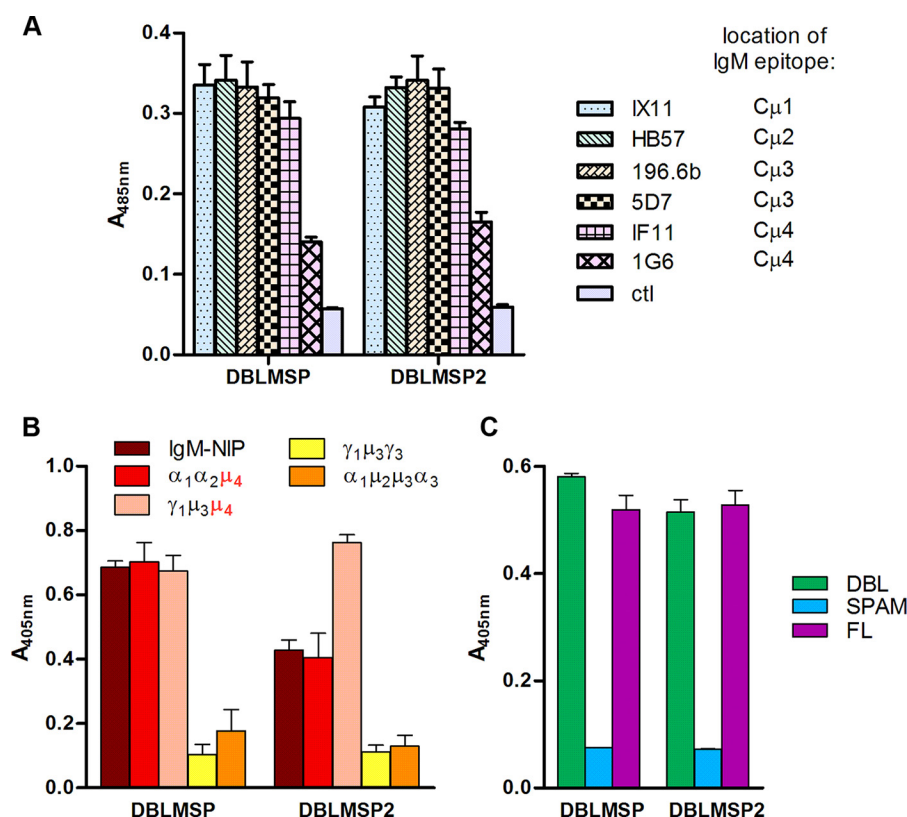 A
0.4
0.3
0.2
0.1
0.0
A485nm
DBLMSP
DBLMSP2
location of
IgM epitope:
IX11 Cμ1
HB57 Cμ2
196.6b Cμ3
5D7 Cμ3
IF11 Cμ4
1G6 Cμ4
ctl
B
IgM-NIP
α1α2μ4
γ1μ3μ4
γ1μ3γ3
α1μ2μ3α3
1.0
0.8
0.6
0.4
0.2
0.0
A405nm
DBLMSP
DBLMSP2
C
0.6
0.4
0.2
0.0
A405nm
DBLMSP
DBLMSP2
DBL
SPAM
FL